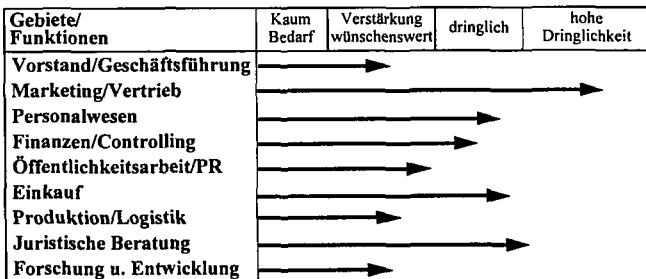 Gebiete/ Kaum Verstärkung dringlich hohe
Funktionen Bedarf wünschenswert Dringlichkeit
Vorstand/Geschäftsführung
Marketing/Vertrieb
Personalwesen
Finanzen/Controlling
Öffentlichkeitsarbeit/PR
Einkauf
Produktion/Logistik
Juristische Beratung
Forschung u. Entwicklung